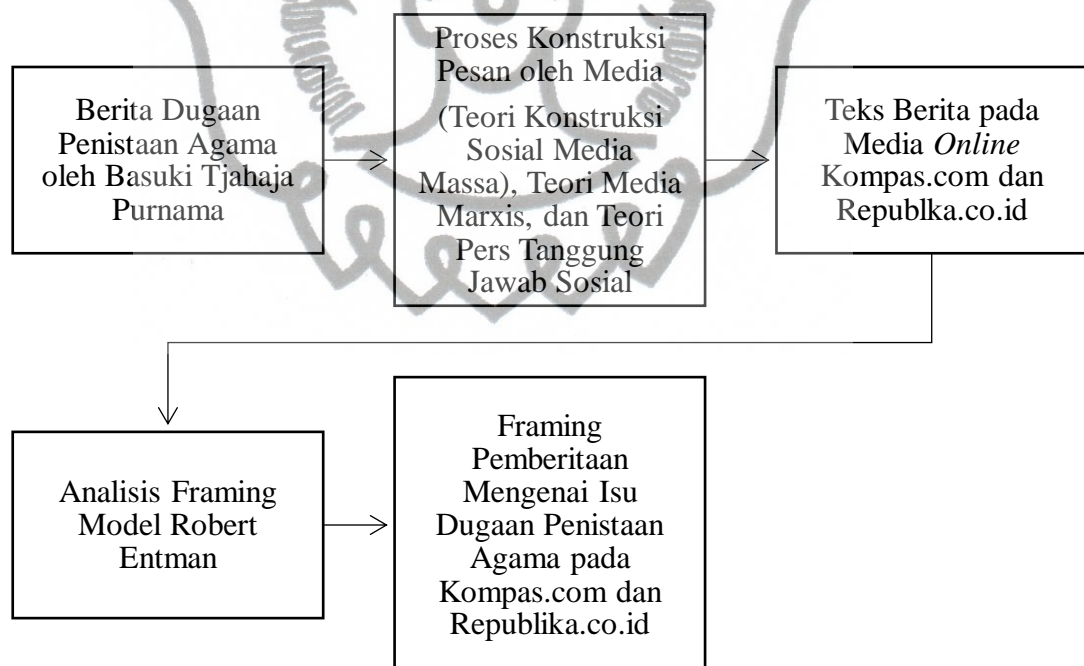 Berita Dugaan
Penistaan Agama
oleh Basuki Tjahaja
Purnama
Proses Konstruksi
Pesan oleh Media
(Teori Konstruksi
Sosial Media
Massa), Teori Media
Marxis, dan Teori
Pers Tanggung
Jawab Sosial
Teks Berita pada
Media Online
Kompas.com dan
Republka.co.id
Analisis Framing
Model Robert
Entman
Framing
Pemberitaan
Mengenai Isu
Dugaan Penistaan
Agama pada
Kompas.com dan
Republika.co.id